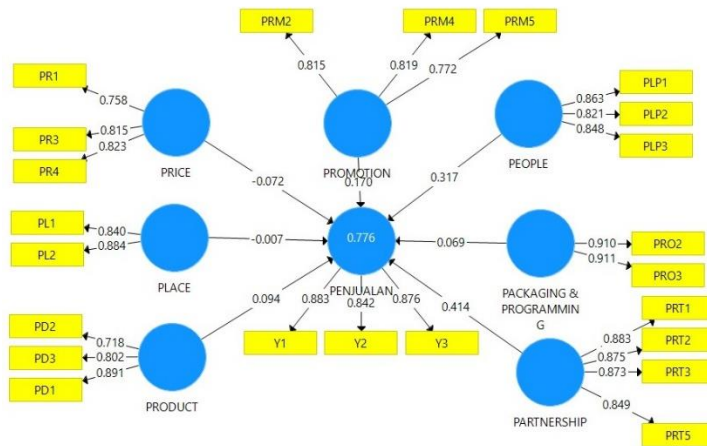 PRM2
PRM4
PRM5
0.815
0.819
0.772
PR1
PR3
PR4
0.758
0.815
0.823
PRICE
PROMOTION
PLP1
PLP2
PLP3
0.863
0.821
0.848
PEOPLE
-0.072
0.170
0.317
PL1
PL2
0.840
0.884
PLACE
-0.007
0.776
PENJUALAN
0.069
PRO2
PRO3
0.910
0.911
PACKAGING &
PROGRAMMIN
G
0.094
0.414
0.883
0.842
0.876
Y1
Y2
Y3
PD2
PD3
PD1
0.718
0.802
0.891
PRODUCT
PRT1
PRT2
PRT3
PRT5
0.883
0.875
0.873
0.849
PARTNERSHIP